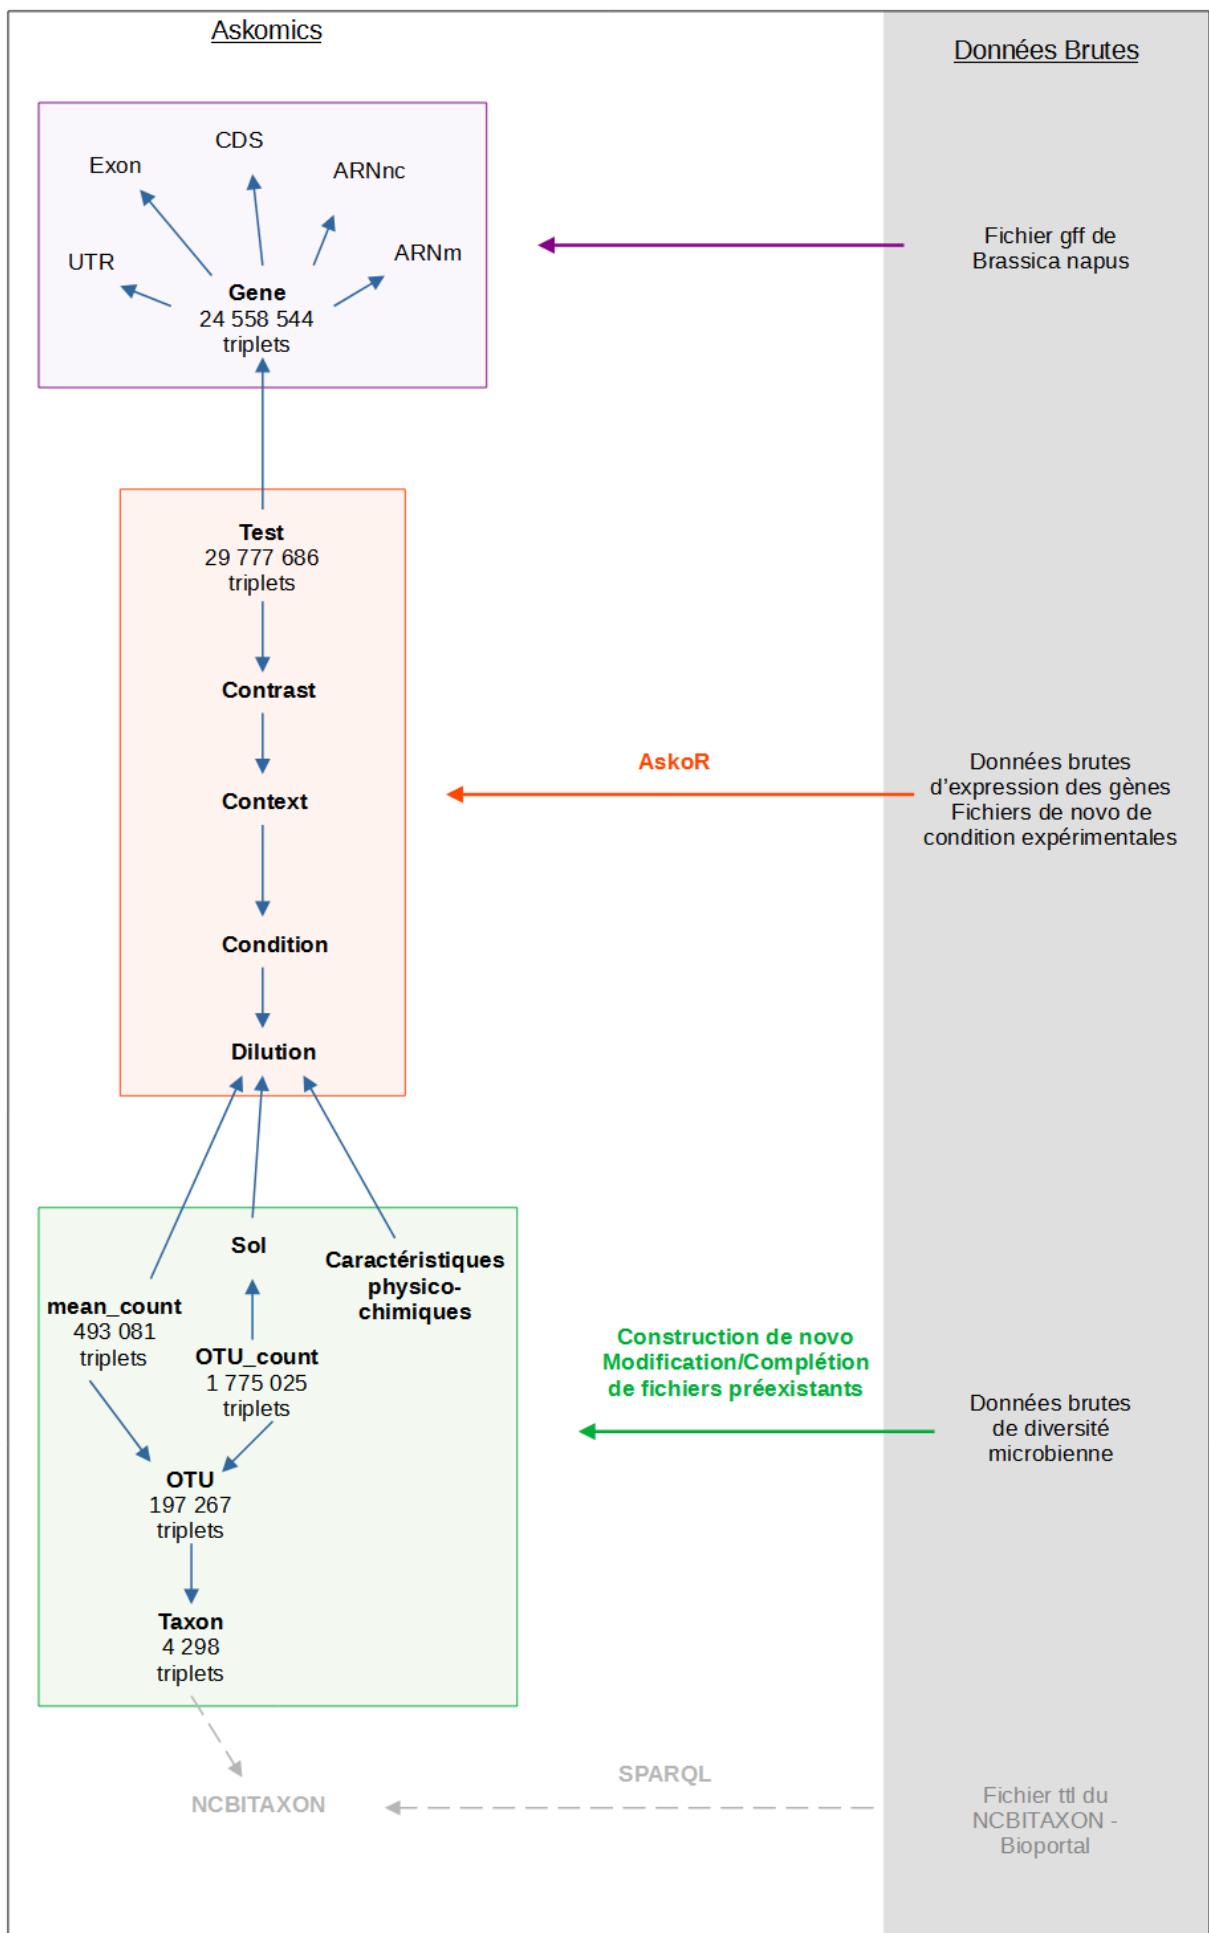 Askomics
Données Brutes
CDS
Exon
ARNnc
UTR
ARNm
Gene
24 558 544
triplets
Fichier gff de
Brassica napus
Test
29 777 686
triplets
Contrast
Context
Condition
Dilution
AskoR
Données brutes
d’expression des gènes
Fichiers de novo de
condition expérimentales
Sol
Caractéristiques
physico-
chimiques
mean_count
493 081
triplets
OTU_count
1 775 025
triplets
OTU
197 267
triplets
Taxon
4 298
triplets
Construction de novo
Modification/Complétion
de fichiers préexistants
Données brutes
de diversité
microbienne
NCBITAXON
SPARQL
Fichier ttl du
NCBITAXON -
Bioportal